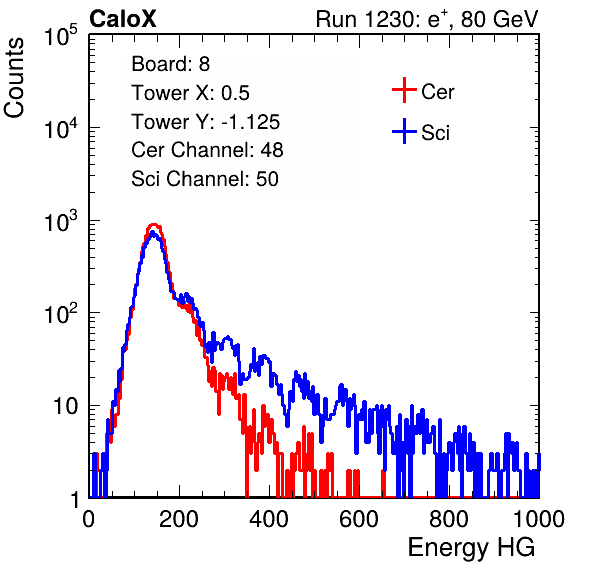 CaloX Run 1230: e⁺, 80 GeV
Counts
Board: 8
Tower X: 0.5
Tower Y: -1.125
Cer Channel: 48
Sci Channel: 50
Cer
Sci
10⁵
10⁴
10³
10²
10
1
0 200 400 600 800 1000
Energy HG